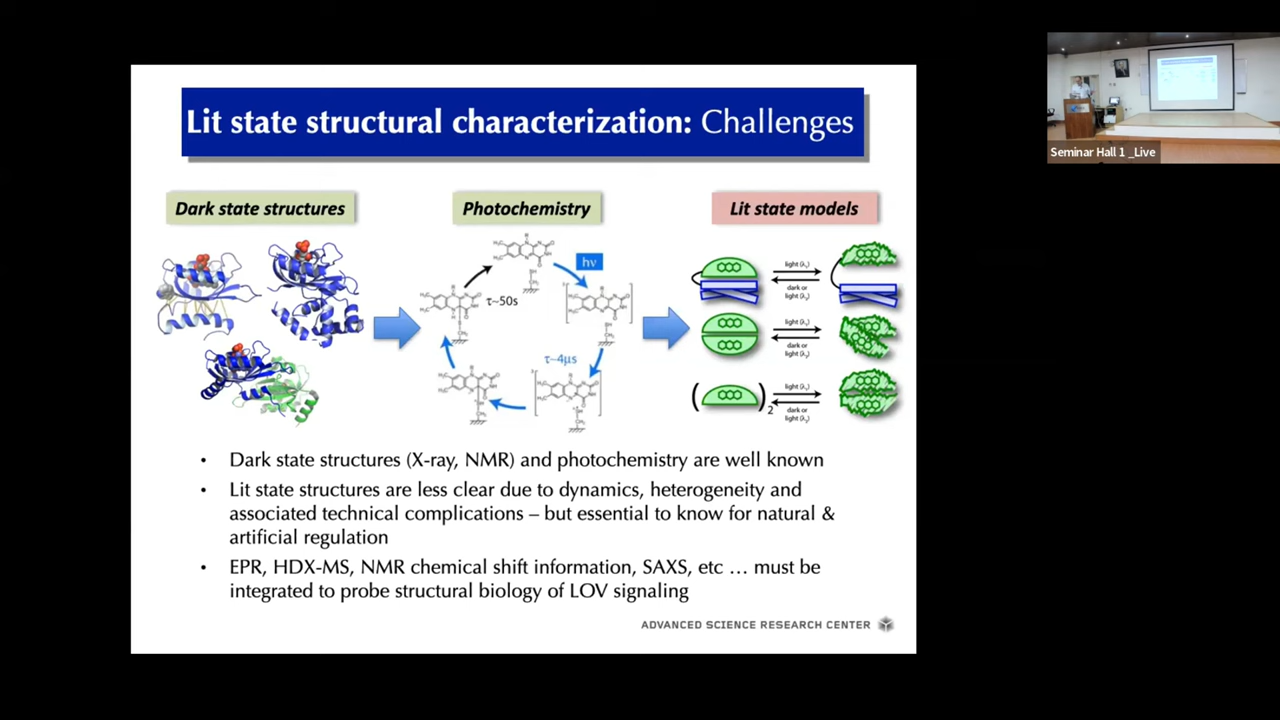 Lit state structural characterization: Challenges
Dark state structures
Photochemistry
Lit state models
hν
τ~50s
τ~4μs
light (λ₁)
dark or
light (λ₂)
light (λ₁)
dark or
light (λ₂)
light (λ₁)
dark or
light (λ₂)
( )2
• Dark state structures (X-ray, NMR) and photochemistry are well known
• Lit state structures are less clear due to dynamics, heterogeneity and
associated technical complications – but essential to know for natural &
artificial regulation
• EPR, HDX-MS, NMR chemical shift information, SAXS, etc … must be
integrated to probe structural biology of LOV signaling
ADVANCED SCIENCE RESEARCH CENTER
Seminar Hall 1 _Live